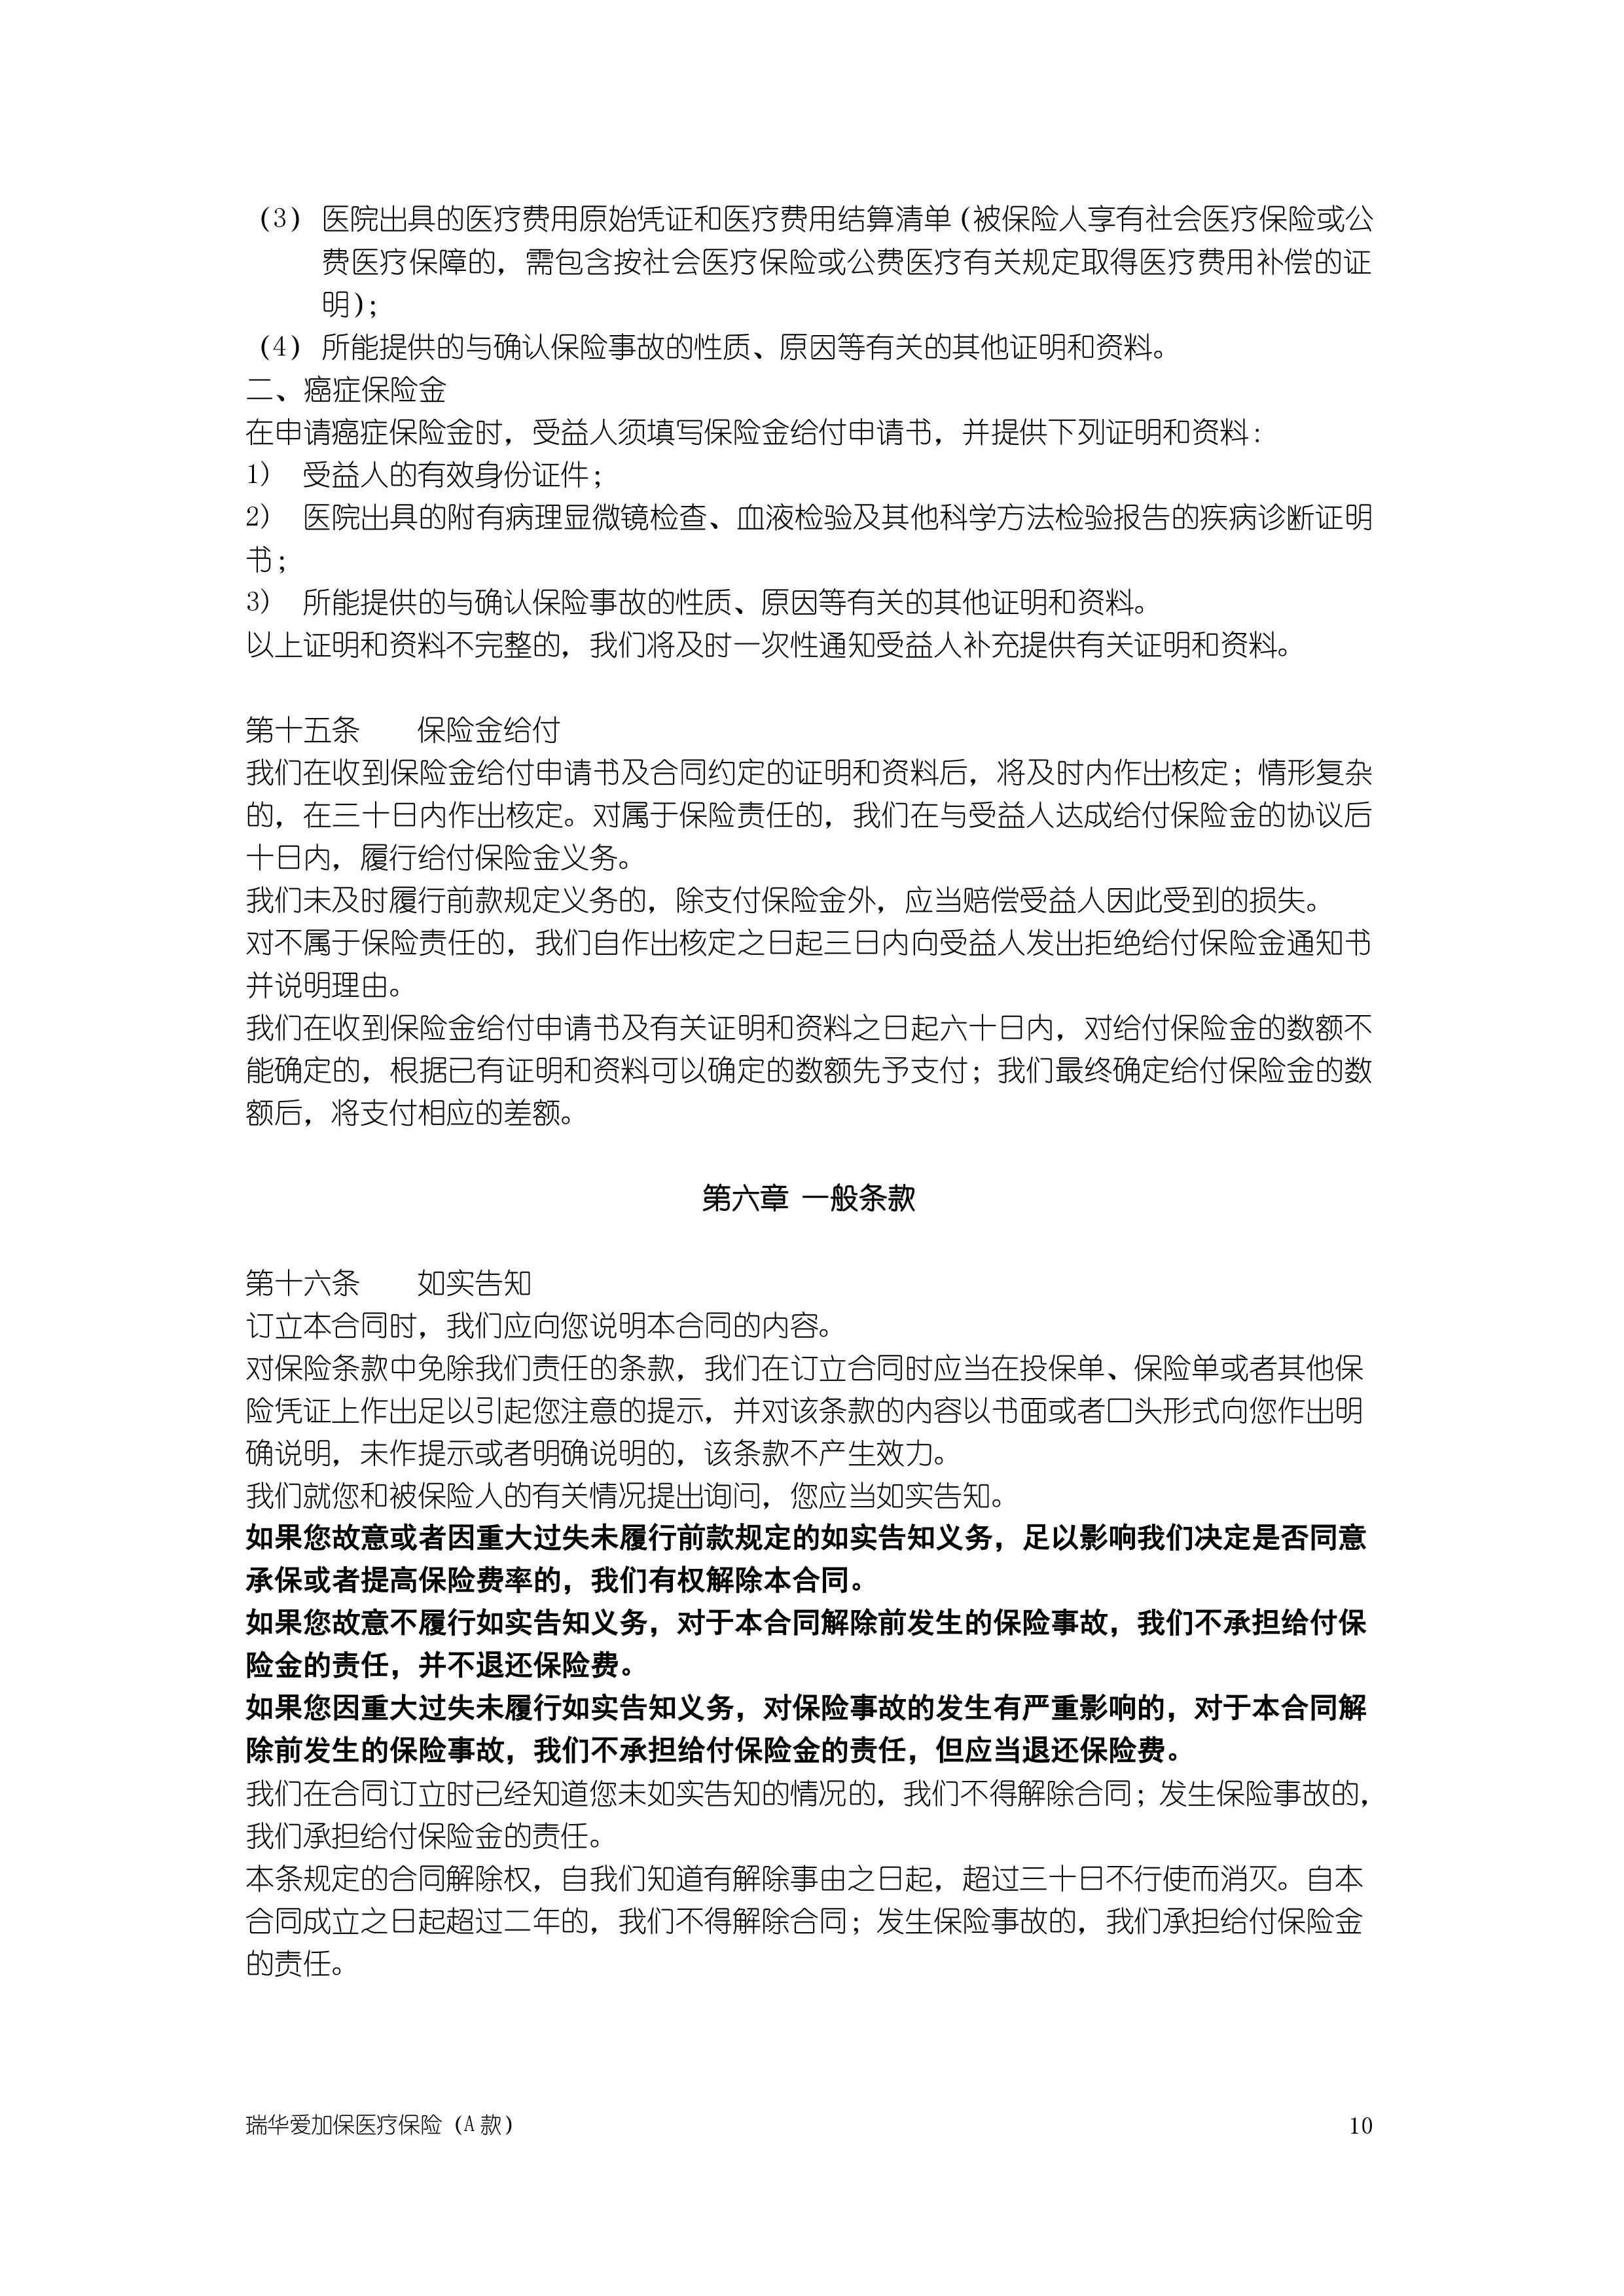 （3） 医院出具的医疗费用原始凭证和医疗费用结算清单（被保险人享有社会医疗保险或公
费医疗保障的，需包含按社会医疗保险或公费医疗有关规定取得医疗费用补偿的证
明）；
（4） 所能提供的与确认保险事故的性质、原因等有关的其他证明和资料。
二、癌症保险金
在申请癌症保险金时，受益人须填写保险金给付申请书，并提供下列证明和资料：
1） 受益人的有效身份证件；
2） 医院出具的附有病理显微镜检查、血液检验及其他科学方法检验报告的疾病诊断证明
书；
3） 所能提供的与确认保险事故的性质、原因等有关的其他证明和资料。
以上证明和资料不完整的，我们将及时一次性通知受益人补充提供有关证明和资料。
第十五条 保险金给付
我们在收到保险金给付申请书及合同约定的证明和资料后，将及时内作出核定；情形复杂
的，在三十日内作出核定。对属于保险责任的，我们在与受益人达成给付保险金的协议后
十日内，履行给付保险金义务。
我们未及时履行前款规定义务的，除支付保险金外，应当赔偿受益人因此受到的损失。
对不属于保险责任的，我们自作出核定之日起三日内向受益人发出拒绝给付保险金通知书
并说明理由。
我们在收到保险金给付申请书及有关证明和资料之日起六十日内，对给付保险金的数额不
能确定的，根据已有证明和资料可以确定的数额先予支付；我们最终确定给付保险金的数
额后，将支付相应的差额。
第六章 一般条款
第十六条 如实告知
订立本合同时，我们应向您说明本合同的内容。
对保险条款中免除我们责任的条款，我们在订立合同时应当在投保单、保险单或者其他保
险凭证上作出足以引起您注意的提示，并对该条款的内容以书面或者口头形式向您作出明
确说明，未作提示或者明确说明的，该条款不产生效力。
我们就您和被保险人的有关情况提出询问，您应当如实告知。
如果您故意或者因重大过失未履行前款规定的如实告知义务，足以影响我们决定是否同意
承保或者提高保险费率的，我们有权解除本合同。
如果您故意不履行如实告知义务，对于本合同解除前发生的保险事故，我们不承担给付保
险金的责任，并不退还保险费。
如果您因重大过失未履行如实告知义务，对保险事故的发生有严重影响的，对于本合同解
除前发生的保险事故，我们不承担给付保险金的责任，但应当退还保险费。
我们在合同订立时已经知道您未如实告知的情况的，我们不得解除合同；发生保险事故的，
我们承担给付保险金的责任。
本条规定的合同解除权，自我们知道有解除事由之日起，超过三十日不行使而消灭。自本
合同成立之日起超过二年的，我们不得解除合同；发生保险事故的，我们承担给付保险金
的责任。
瑞华爱加保医疗保险（A 款） 10